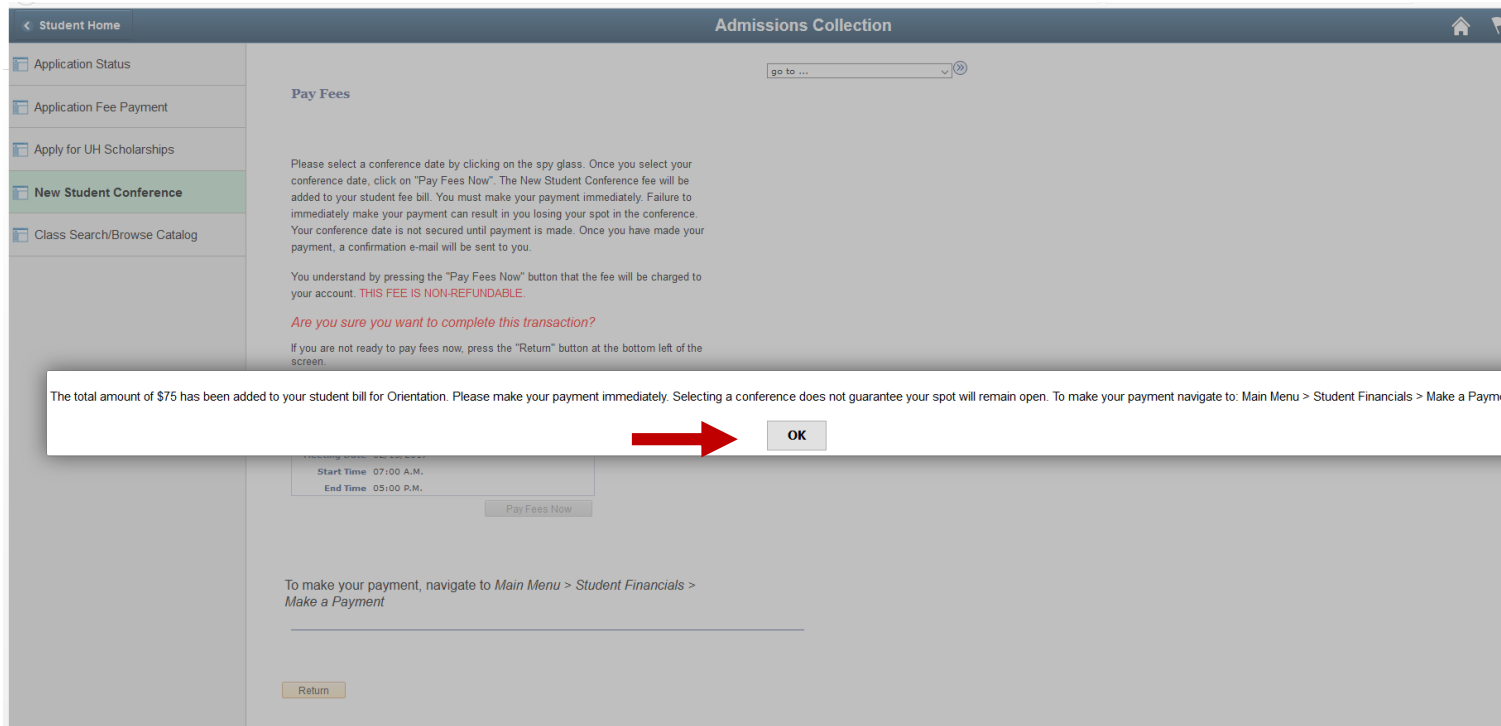 Student Home
Admissions Collection
Application Status
Application Fee Payment
Apply for UH Scholarships
New Student Conference
Class Search/Browse Catalog
go to ...
Pay Fees
Please select a conference date by clicking on the spy glass. Once you select your
conference date, click on "Pay Fees Now". The New Student Conference fee will be
added to your student fee bill. You must make your payment immediately. Failure to
immediately make your payment can result in you losing your spot in the conference.
Your conference date is not secured until payment is made. Once you have made your
payment, a confirmation e-mail will be sent to you.
You understand by pressing the "Pay Fees Now" button that the fee will be charged to
your account. THIS FEE IS NON-REFUNDABLE.
Are you sure you want to complete this transaction?
If you are not ready to pay fees now, press the "Return" button at the bottom left of the
screen.
The total amount of $75 has been added to your student bill for Orientation. Please make your payment immediately. Selecting a conference does not guarantee your spot will remain open. To make your payment navigate to: Main Menu > Student Financials > Make a Payme
OK
Start Time 07:00 A.M.
End Time 05:00 P.M.
Pay Fees Now
To make your payment, navigate to Main Menu > Student Financials >
Make a Payment
Return